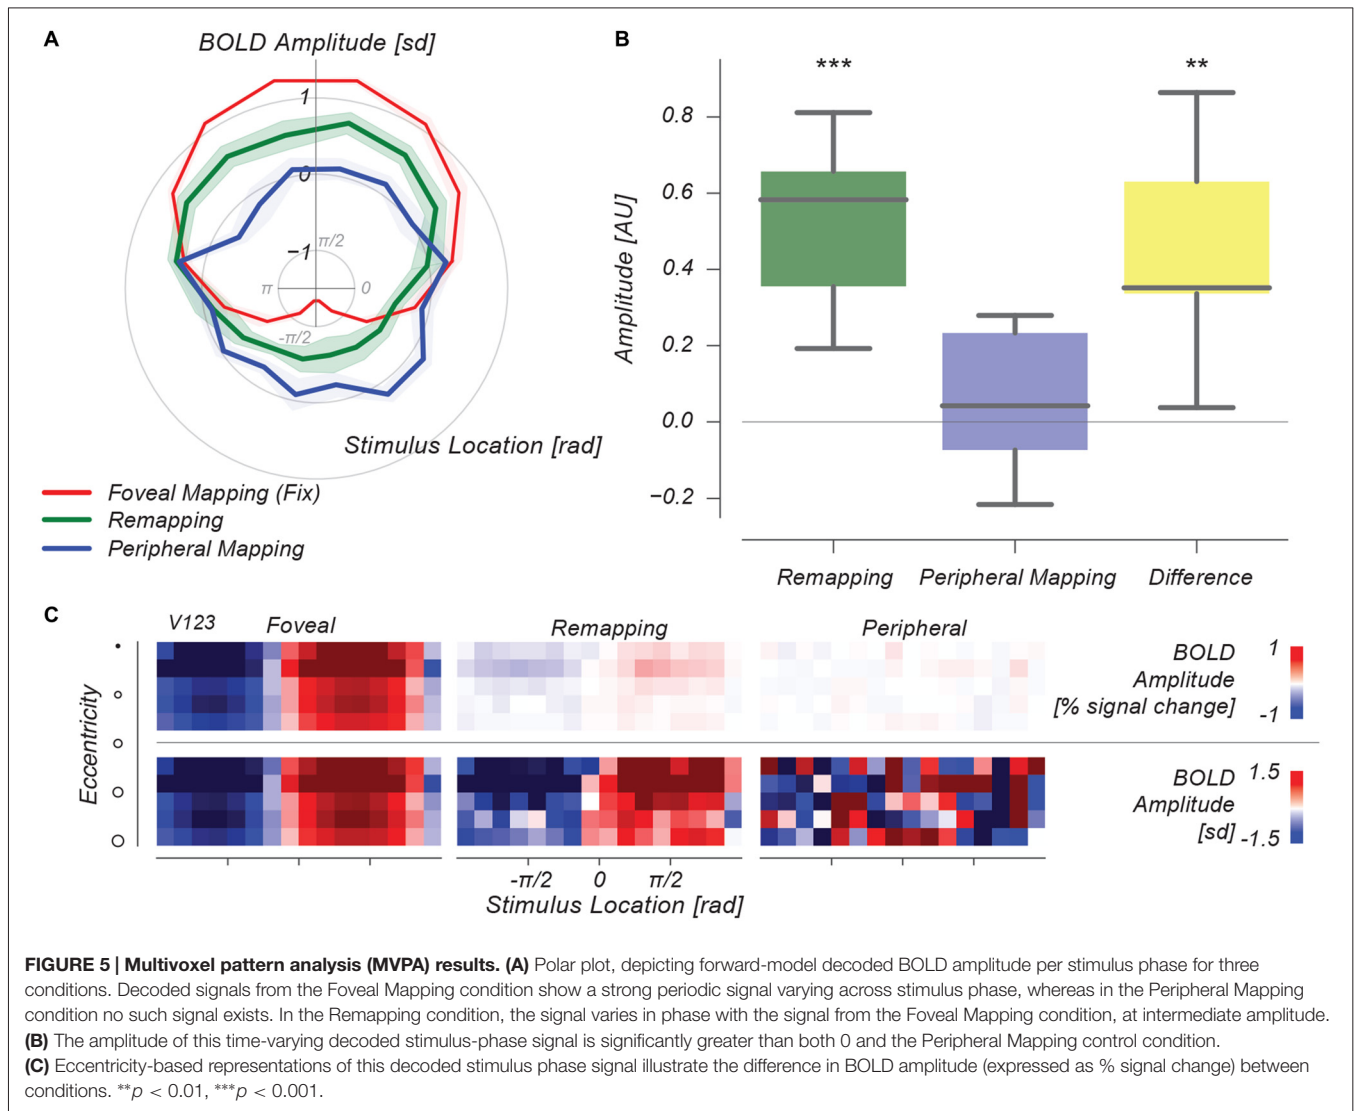 A
BOLD Amplitude [sd]
1
0
−1
π/2
π
0
-π/2
Stimulus Location [rad]
Foveal Mapping (Fix)
Remapping
Peripheral Mapping
B
***
**
Amplitude [AU]
0.8
0.6
0.4
0.2
0.0
−0.2
Remapping
Peripheral Mapping
Difference
C
V123
Foveal
Remapping
Peripheral
Eccentricity
BOLD
Amplitude
[% signal change]
1
-1
BOLD
Amplitude
[sd]
1.5
-1.5
-π/2
0
π/2
Stimulus Location [rad]
FIGURE 5 | Multivoxel pattern analysis (MVPA) results. (A) Polar plot, depicting forward-model decoded BOLD amplitude per stimulus phase for three
conditions. Decoded signals from the Foveal Mapping condition show a strong periodic signal varying across stimulus phase, whereas in the Peripheral Mapping
condition no such signal exists. In the Remapping condition, the signal varies in phase with the signal from the Foveal Mapping condition, at intermediate amplitude.
(B) The amplitude of this time-varying decoded stimulus-phase signal is significantly greater than both 0 and the Peripheral Mapping control condition.
(C) Eccentricity-based representations of this decoded stimulus phase signal illustrate the difference in BOLD amplitude (expressed as % signal change) between
conditions. **p < 0.01, ***p < 0.001.